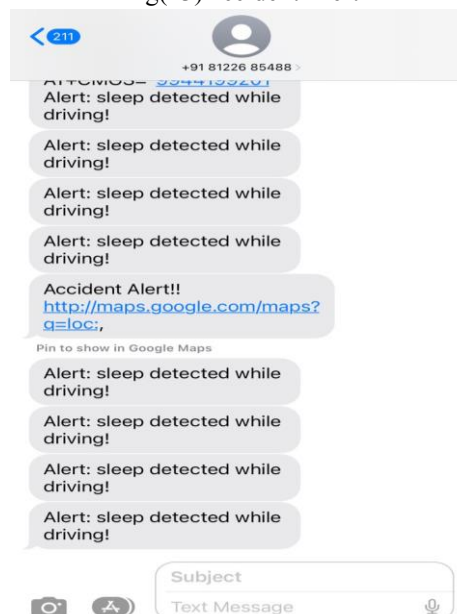 211
+91 81226 85488
Alert: sleep detected while
driving!
Alert: sleep detected while
driving!
Alert: sleep detected while
driving!
Alert: sleep detected while
driving!
Accident Alert!!
http://maps.google.com/maps?
q=loc:,
Pin to show in Google Maps
Alert: sleep detected while
driving!
Alert: sleep detected while
driving!
Alert: sleep detected while
driving!
Alert: sleep detected while
driving!
Subject
Text Message